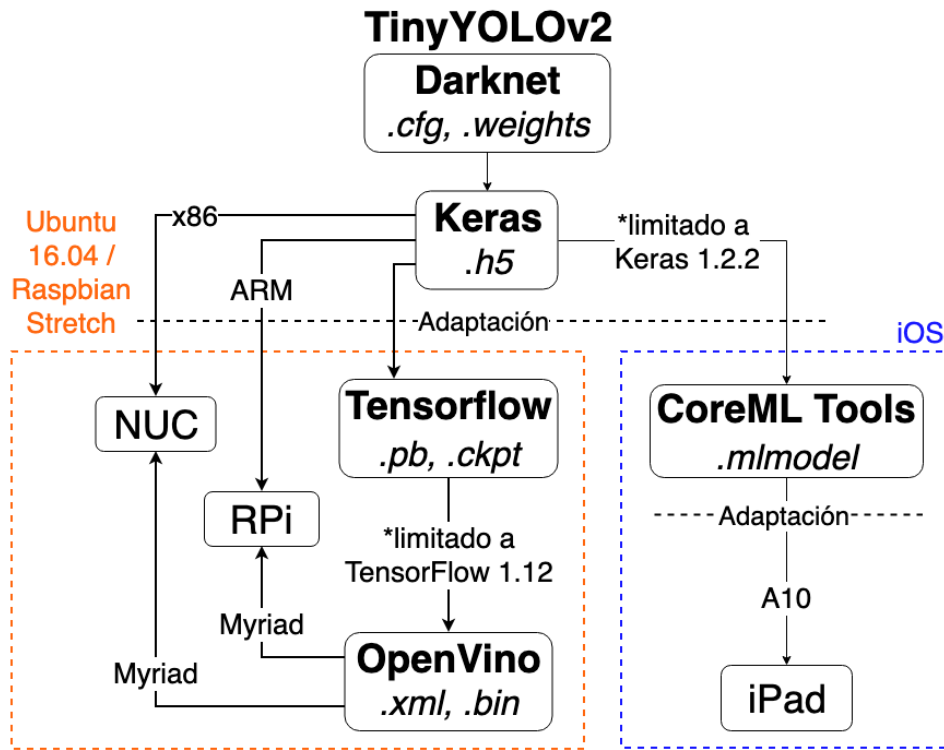 TinyYOLOv2
Darknet
.cfg, .weights
Ubuntu
16.04 /
Raspbian
Stretch
x86
Keras
.h5
*limitado a
Keras 1.2.2
ARM
Adaptación
iOS
NUC
Tensorflow
.pb, .ckpt
CoreML Tools
.mlmodel
RPi
*limitado a
TensorFlow 1.12
Adaptación
A10
Myriad
Myriad
OpenVino
.xml, .bin
iPad